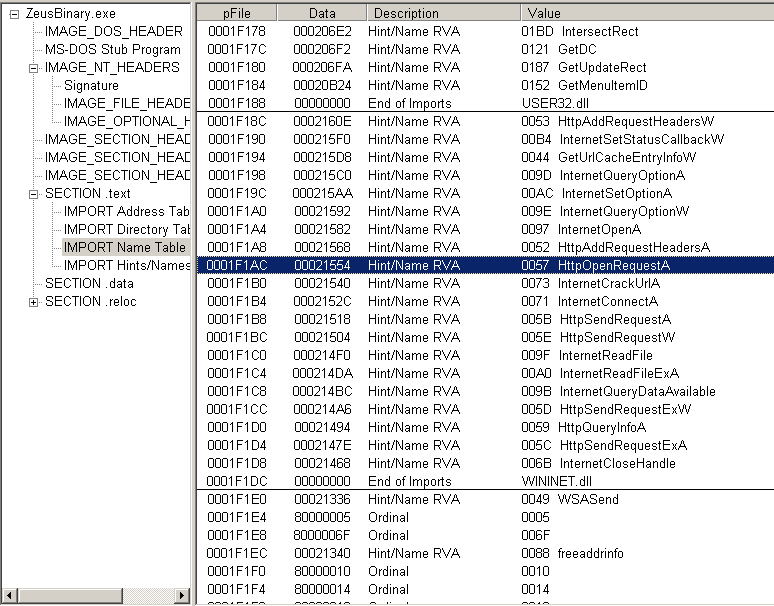 ZeusBinary.exe
IMAGE_DOS_HEADER
MS-DOS Stub Program
IMAGE_NT_HEADERS
Signature
IMAGE_FILE_HEADE
IMAGE_OPTIONAL_H
IMAGE_SECTION_HEAD
IMAGE_SECTION_HEAD
IMAGE_SECTION_HEAD
SECTION .text
IMPORT Address Tab
IMPORT Directory Tab
IMPORT Name Table
IMPORT Hints/Names
SECTION .data
SECTION .reloc
pFile Data Description Value
0001F178 000206E2 Hint/Name RVA 01BD IntersectRect
0001F17C 000206F2 Hint/Name RVA 0121 GetDC
0001F180 000206FA Hint/Name RVA 0187 GetUpdateRect
0001F184 00020B24 Hint/Name RVA 0152 GetMenuItemID
0001F188 00000000 End of Imports USER32.dll
0001F18C 0002160E Hint/Name RVA 0053 HttpAddRequestHeadersW
0001F190 000215F0 Hint/Name RVA 00B4 InternetSetStatusCallbackW
0001F194 000215D8 Hint/Name RVA 0044 GetUrlCacheEntryInfoW
0001F198 000215C0 Hint/Name RVA 009D InternetQueryOptionA
0001F19C 000215AA Hint/Name RVA 00AC InternetSetOptionA
0001F1A0 00021592 Hint/Name RVA 009E InternetQueryOptionW
0001F1A4 00021582 Hint/Name RVA 0097 InternetOpenA
0001F1A8 00021568 Hint/Name RVA 0052 HttpAddRequestHeadersA
0001F1AC 00021554 Hint/Name RVA 0057 HttpOpenRequestA
0001F1B0 00021540 Hint/Name RVA 0073 InternetCrackUrlA
0001F1B4 0002152C Hint/Name RVA 0071 InternetConnectA
0001F1B8 00021518 Hint/Name RVA 005B HttpSendRequestA
0001F1BC 00021504 Hint/Name RVA 005E HttpSendRequestW
0001F1C0 000214F0 Hint/Name RVA 009F InternetReadFile
0001F1C4 000214DA Hint/Name RVA 00A0 InternetReadFileExA
0001F1C8 000214BC Hint/Name RVA 009B InternetQueryDataAvailable
0001F1CC 000214A6 Hint/Name RVA 005D HttpSendRequestExW
0001F1D0 00021494 Hint/Name RVA 0059 HttpQueryInfoA
0001F1D4 0002147E Hint/Name RVA 005C HttpSendRequestExA
0001F1D8 00021468 Hint/Name RVA 006B InternetCloseHandle
0001F1DC 00000000 End of Imports WININET.dll
0001F1E0 00021336 Hint/Name RVA 0049 WSASend
0001F1E4 80000005 Ordinal 0005
0001F1E8 8000006F Ordinal 006F
0001F1EC 00021340 Hint/Name RVA 0088 freeaddrinfo
0001F1F0 80000010 Ordinal 0010
0001F1F4 80000014 Ordinal 0014